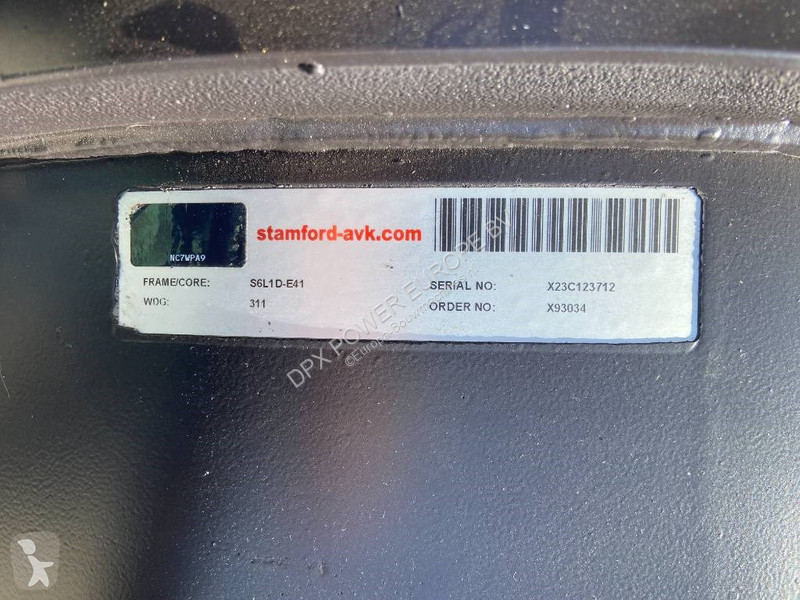 NC7WPA9
stamford-avk.com
FRAME/CORE: S6L1D-E41
WDG: 311
SERIAL NO: X23C123712
ORDER NO: X93034
DPX POWER EUROPE BV